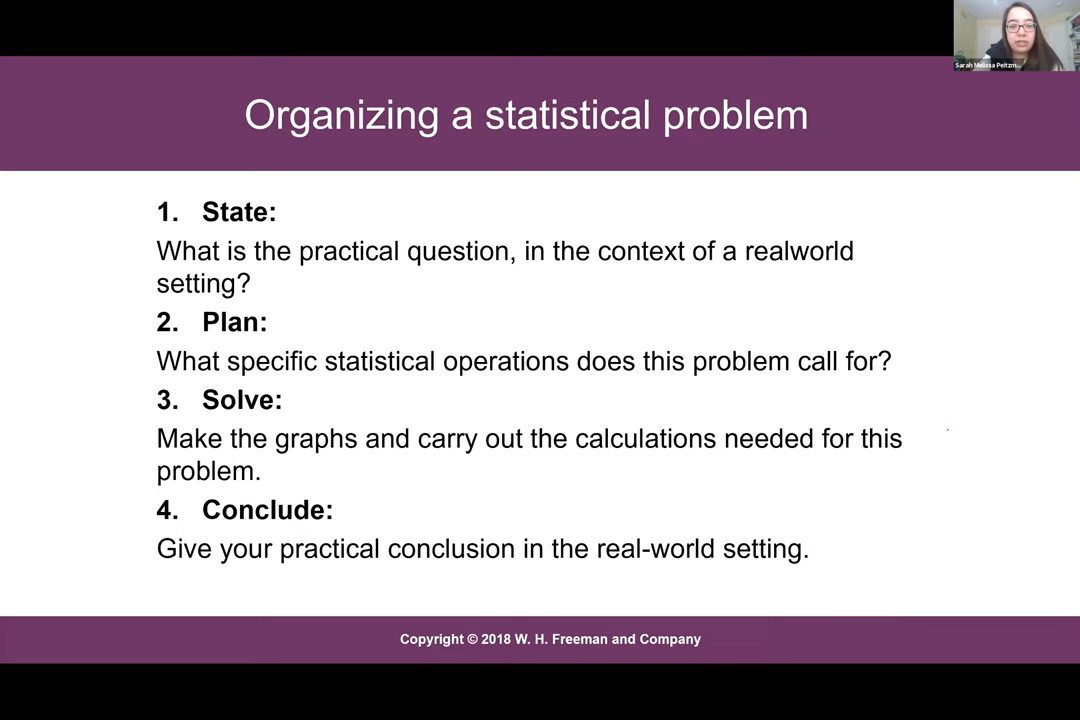 Sarah Melissa Peitzm...
Organizing a statistical problem
1. State:
What is the practical question, in the context of a realworld
setting?
2. Plan:
What specific statistical operations does this problem call for?
3. Solve:
Make the graphs and carry out the calculations needed for this
problem.
4. Conclude:
Give your practical conclusion in the real-world setting.
Copyright © 2018 W. H. Freeman and Company